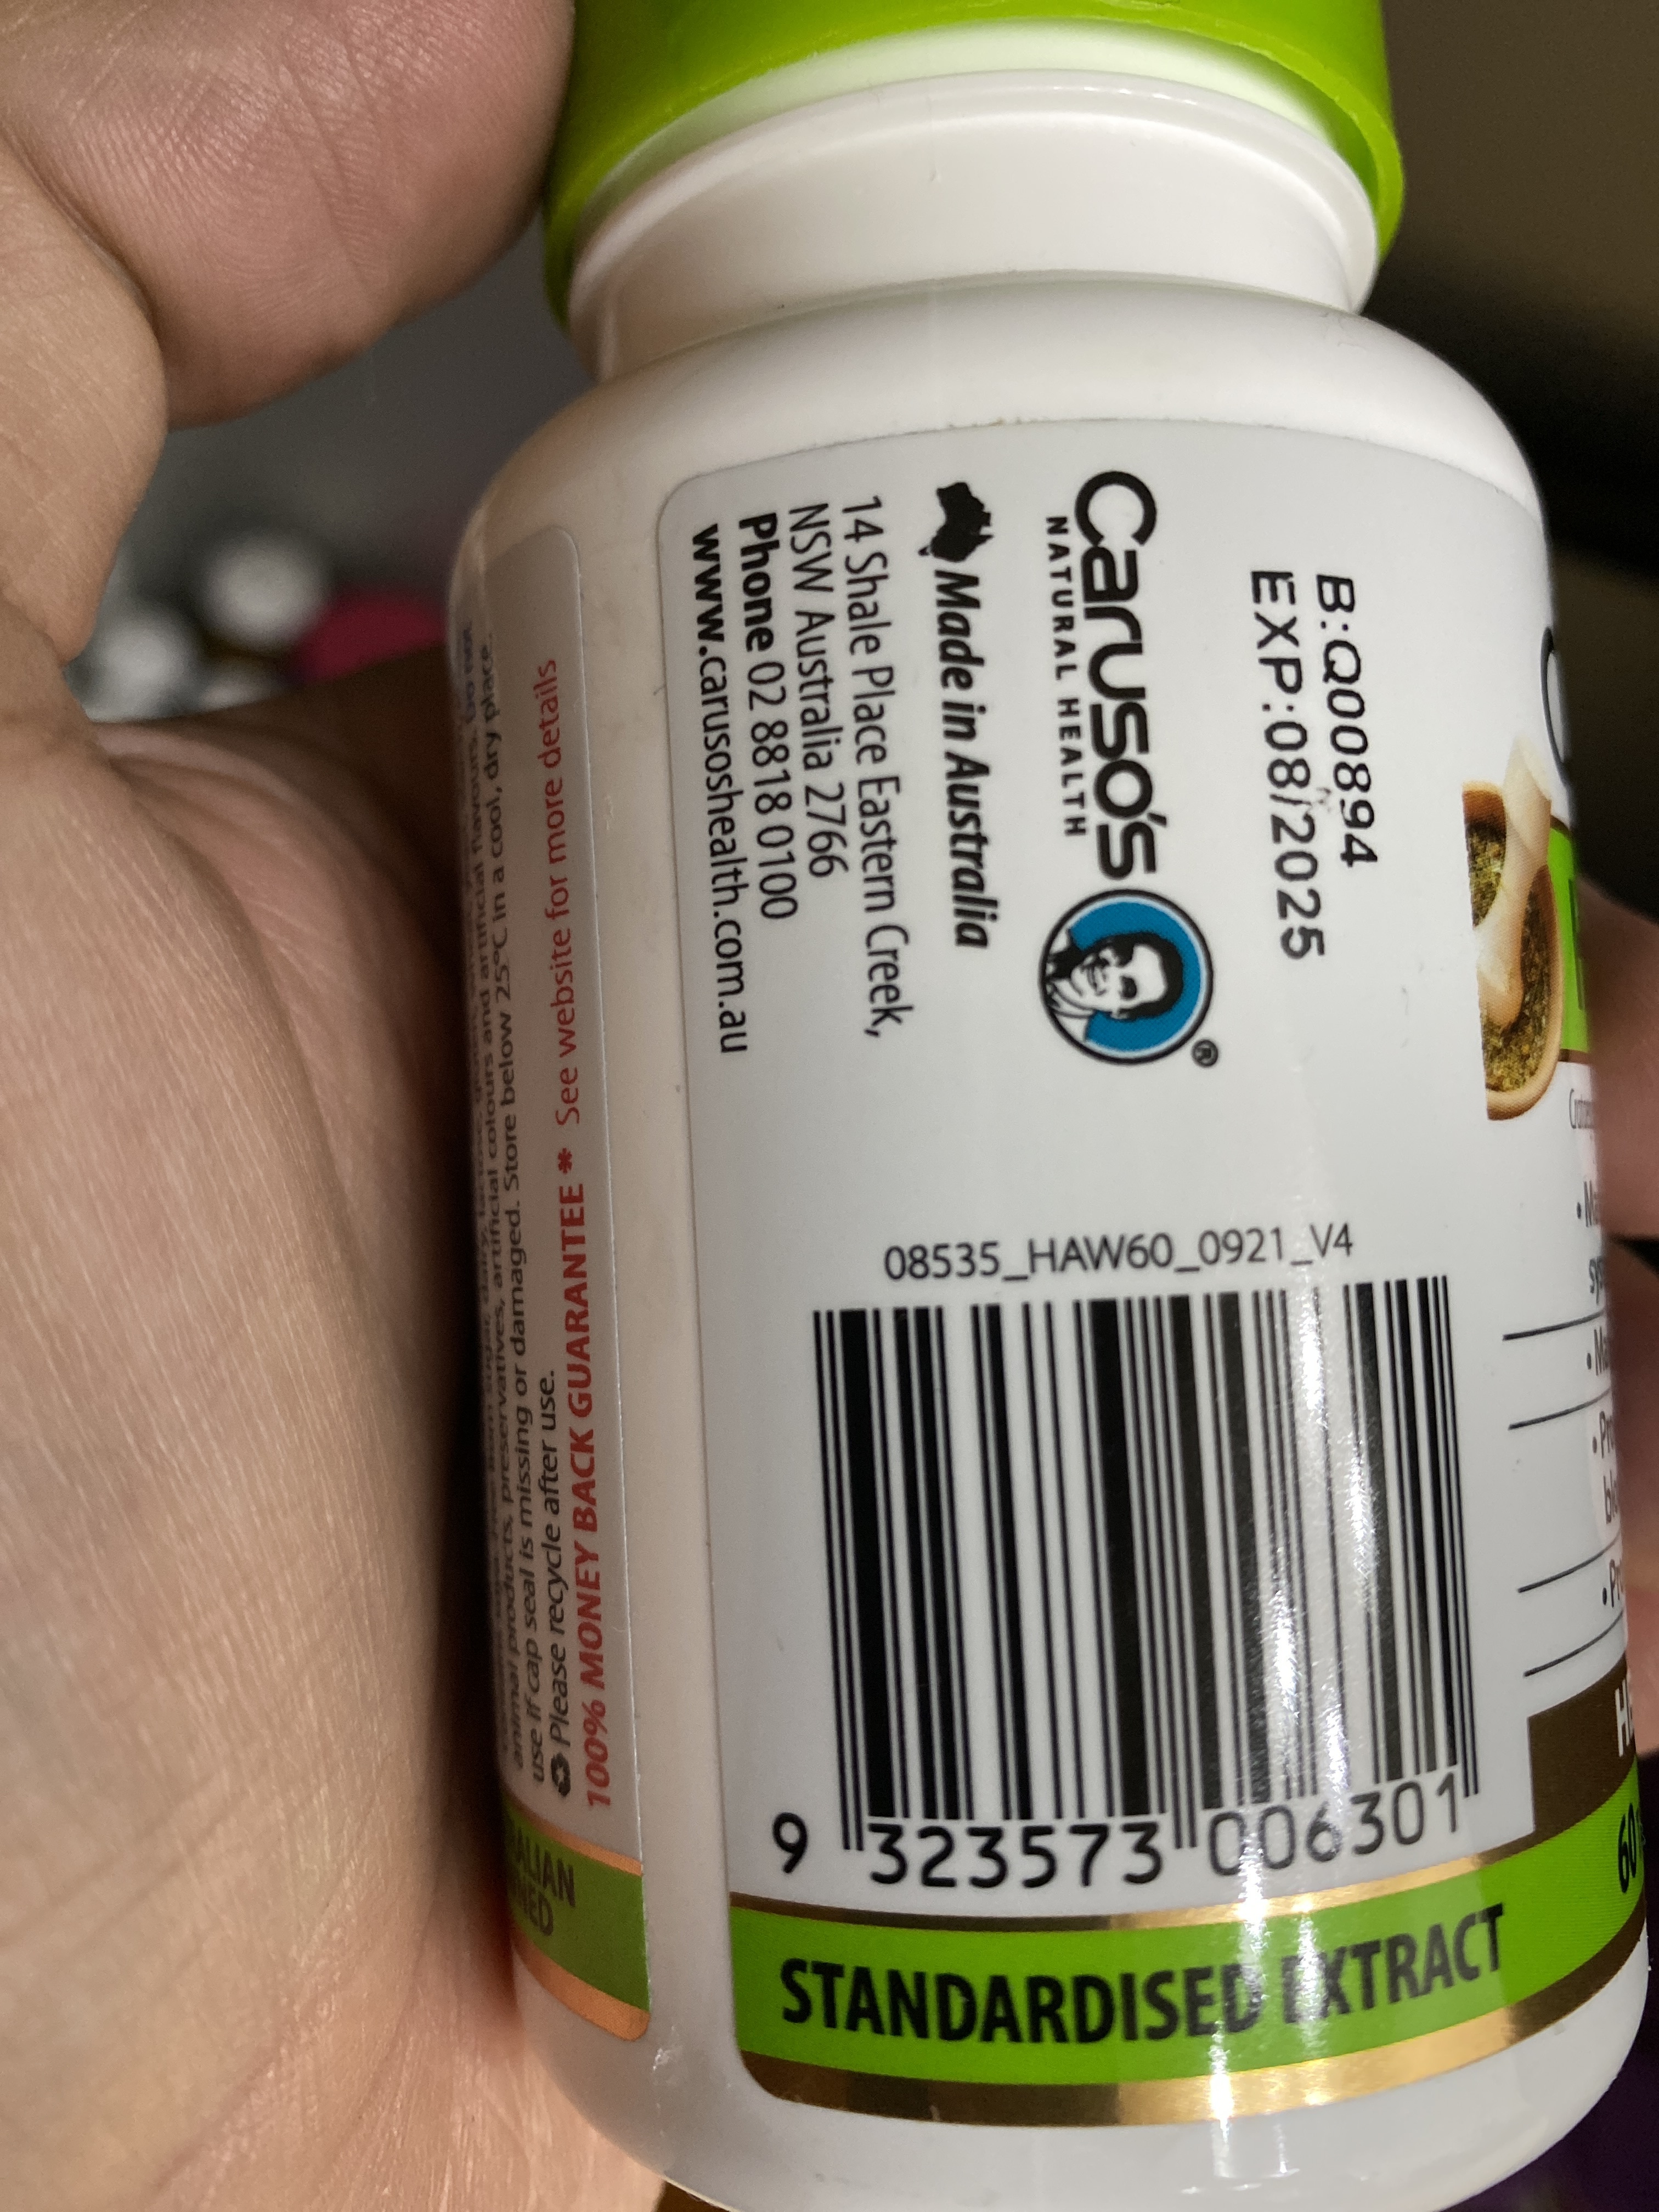 B:Q00894
EXP:08/2025
Caruso's
NATURAL HEALTH
®
Made in Australia
14 Shale Place Eastern Creek,
NSW Australia 2766
Phone 02 8818 0100
www.carusoshealth.com.au
08535_HAW60_0921_V4
9 323573 006301
STANDARDISED EXTRACT
animal products, preservatives, artificial colours and artificial flavours. Do not
use if cap seal is missing or damaged. Store below 25°C in a cool, dry place.
Please recycle after use.
100% MONEY BACK GUARANTEE * See website for more details
60